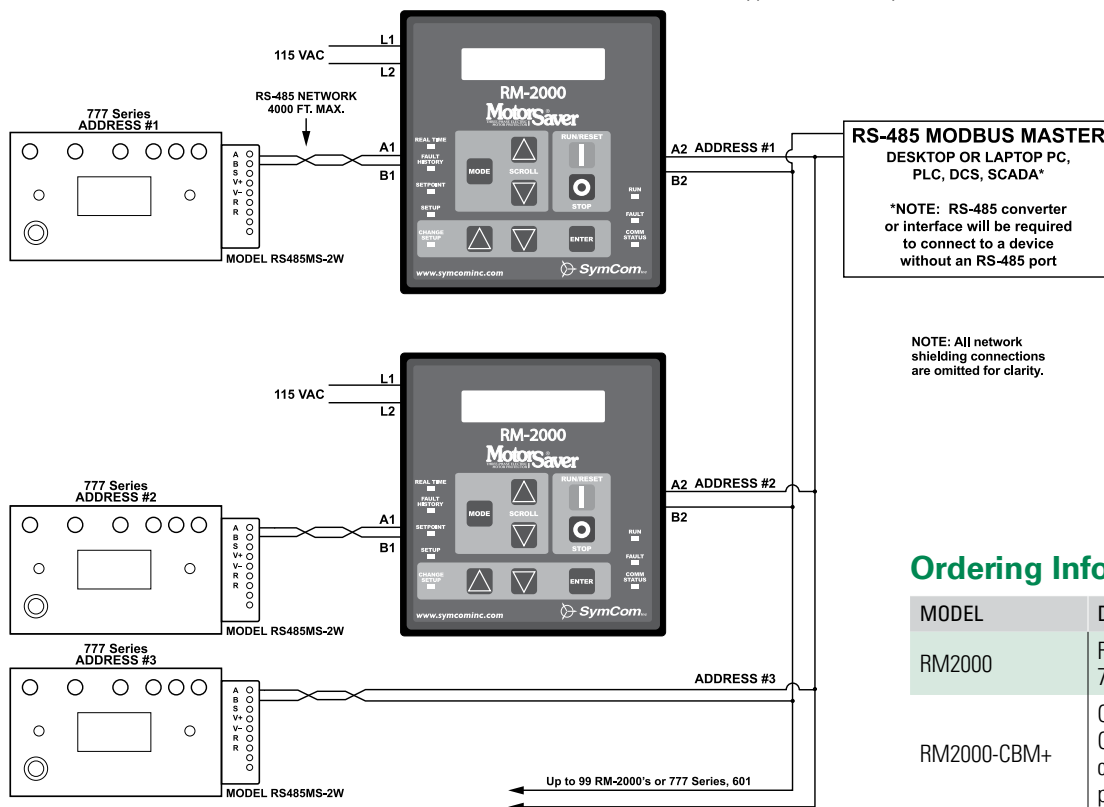 L1
115 VAC
L2
RS-485 NETWORK
4000 FT. MAX.
777 Series
ADDRESS #1
A
B
S
V+
V–
R
R
MODEL RS485MS-2W
A1
B1
RM-2000
MotorSaver
REAL TIME
FAULT
HISTORY
SETPOINT
SETUP
CHANGE
SETUP
MODE
SCROLL
RUN/RESET
STOP
RUN
FAULT
COMM
STATUS
ENTER
www.symcominc.com
SymCom
A2 ADDRESS #1
B2
RS-485 MODBUS MASTER
DESKTOP OR LAPTOP PC,
PLC, DCS, SCADA*
*NOTE: RS-485 converter
or interface will be required
to connect to a device
without an RS-485 port
NOTE: All network
shielding connections
are omitted for clarity.
L1
115 VAC
L2
777 Series
ADDRESS #2
A
B
S
V+
V–
R
R
MODEL RS485MS-2W
A1
B1
RM-2000
MotorSaver
REAL TIME
FAULT
HISTORY
SETPOINT
SETUP
CHANGE
SETUP
MODE
SCROLL
RUN/RESET
STOP
RUN
FAULT
COMM
STATUS
ENTER
www.symcominc.com
SymCom
A2 ADDRESS #2
B2
777 Series
ADDRESS #3
A
B
S
V+
V–
R
R
MODEL RS485MS-2W
ADDRESS #3
Up to 99 RM-2000's or 777 Series, 601
Ordering Info
MODEL
RM2000
RM2000-CBM+